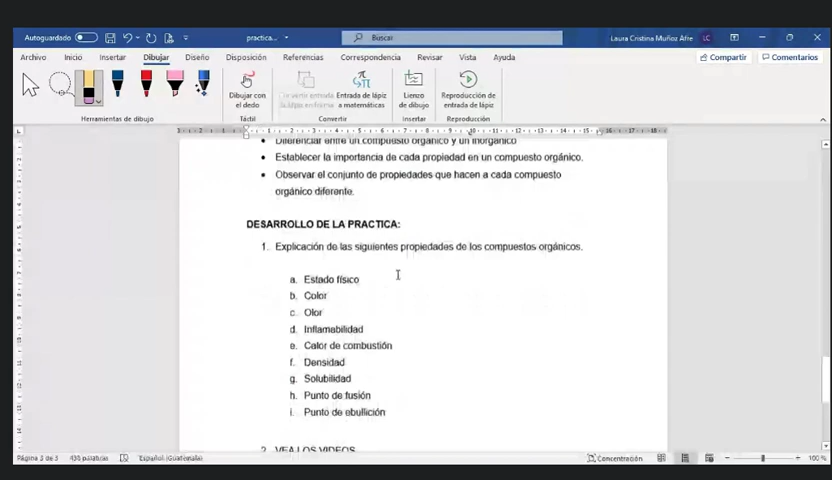 Autoguardado
practica...
Buscar
Laura Cristina Muñoz Afre
LC
Archivo Inicio Insertar Dibujar Diseño Disposición Referencias Correspondencia Revisar Vista Ayuda
Compartir Comentarios
Dibujar con el dedo
Entrada de lápiz a matemáticas
Lienzo de dibujo
Reproducción de entrada de lápiz
Herramientas de dibujo Táctil Convertir Insertar Reproducción
• Diferenciar entre un compuesto orgánico y un inorgánico
• Establecer la importancia de cada propiedad en un compuesto orgánico.
• Observar el conjunto de propiedades que hacen a cada compuesto
orgánico diferente.
DESARROLLO DE LA PRACTICA:
1. Explicación de las siguientes propiedades de los compuestos orgánicos.
a. Estado físico
b. Color
c. Olor
d. Inflamabilidad
e. Calor de combustión
f. Densidad
g. Solubilidad
h. Punto de fusión
i. Punto de ebullición
2. VEA LOS VIDEOS
Página 3 de 3 Español (Guatemala) Concentración 100 %